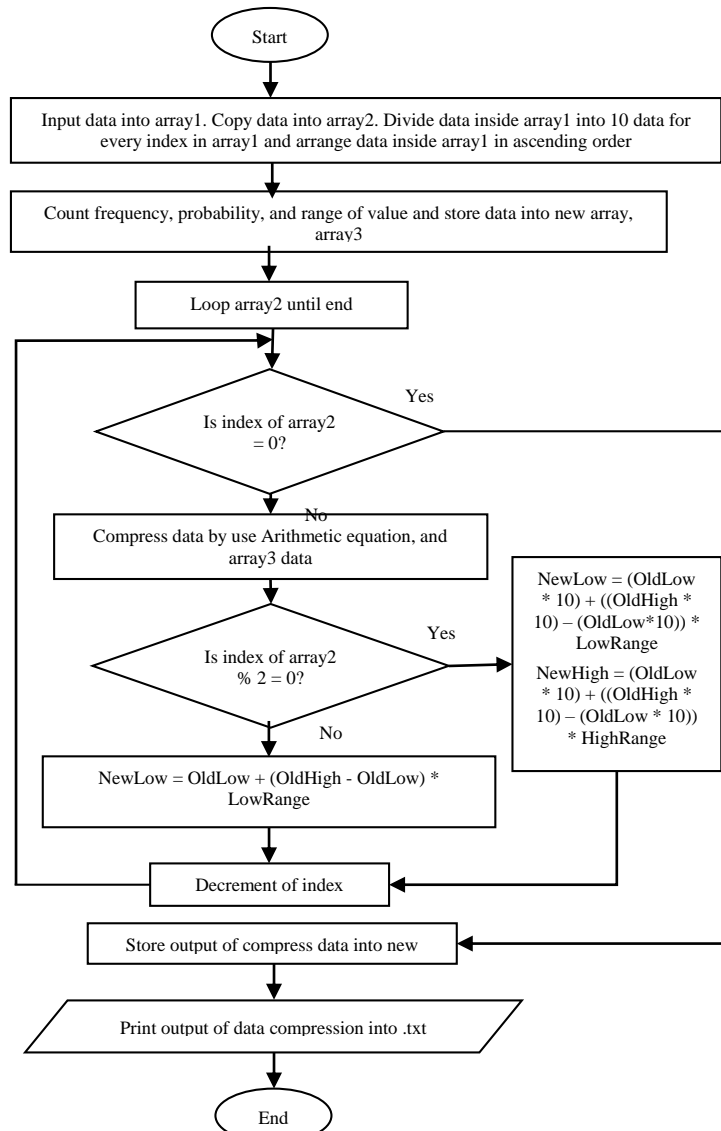 Start
Input data into array1. Copy data into array2. Divide data inside array1 into 10 data for
every index in array1 and arrange data inside array1 in ascending order
Count frequency, probability, and range of value and store data into new array,
array3
Loop array2 until end
Yes
Is index of array2
= 0?
No
Compress data by use Arithmetic equation, and
array3 data
Yes
Is index of array2
% 2 = 0?
NewLow = (OldLow
* 10) + ((OldHigh *
10) – (OldLow*10)) *
LowRange
NewHigh = (OldLow
* 10) + ((OldHigh *
10) – (OldLow * 10))
* HighRange
No
NewLow = OldLow + (OldHigh - OldLow) *
LowRange
Decrement of index
Store output of compress data into new
Print output of data compression into .txt
End